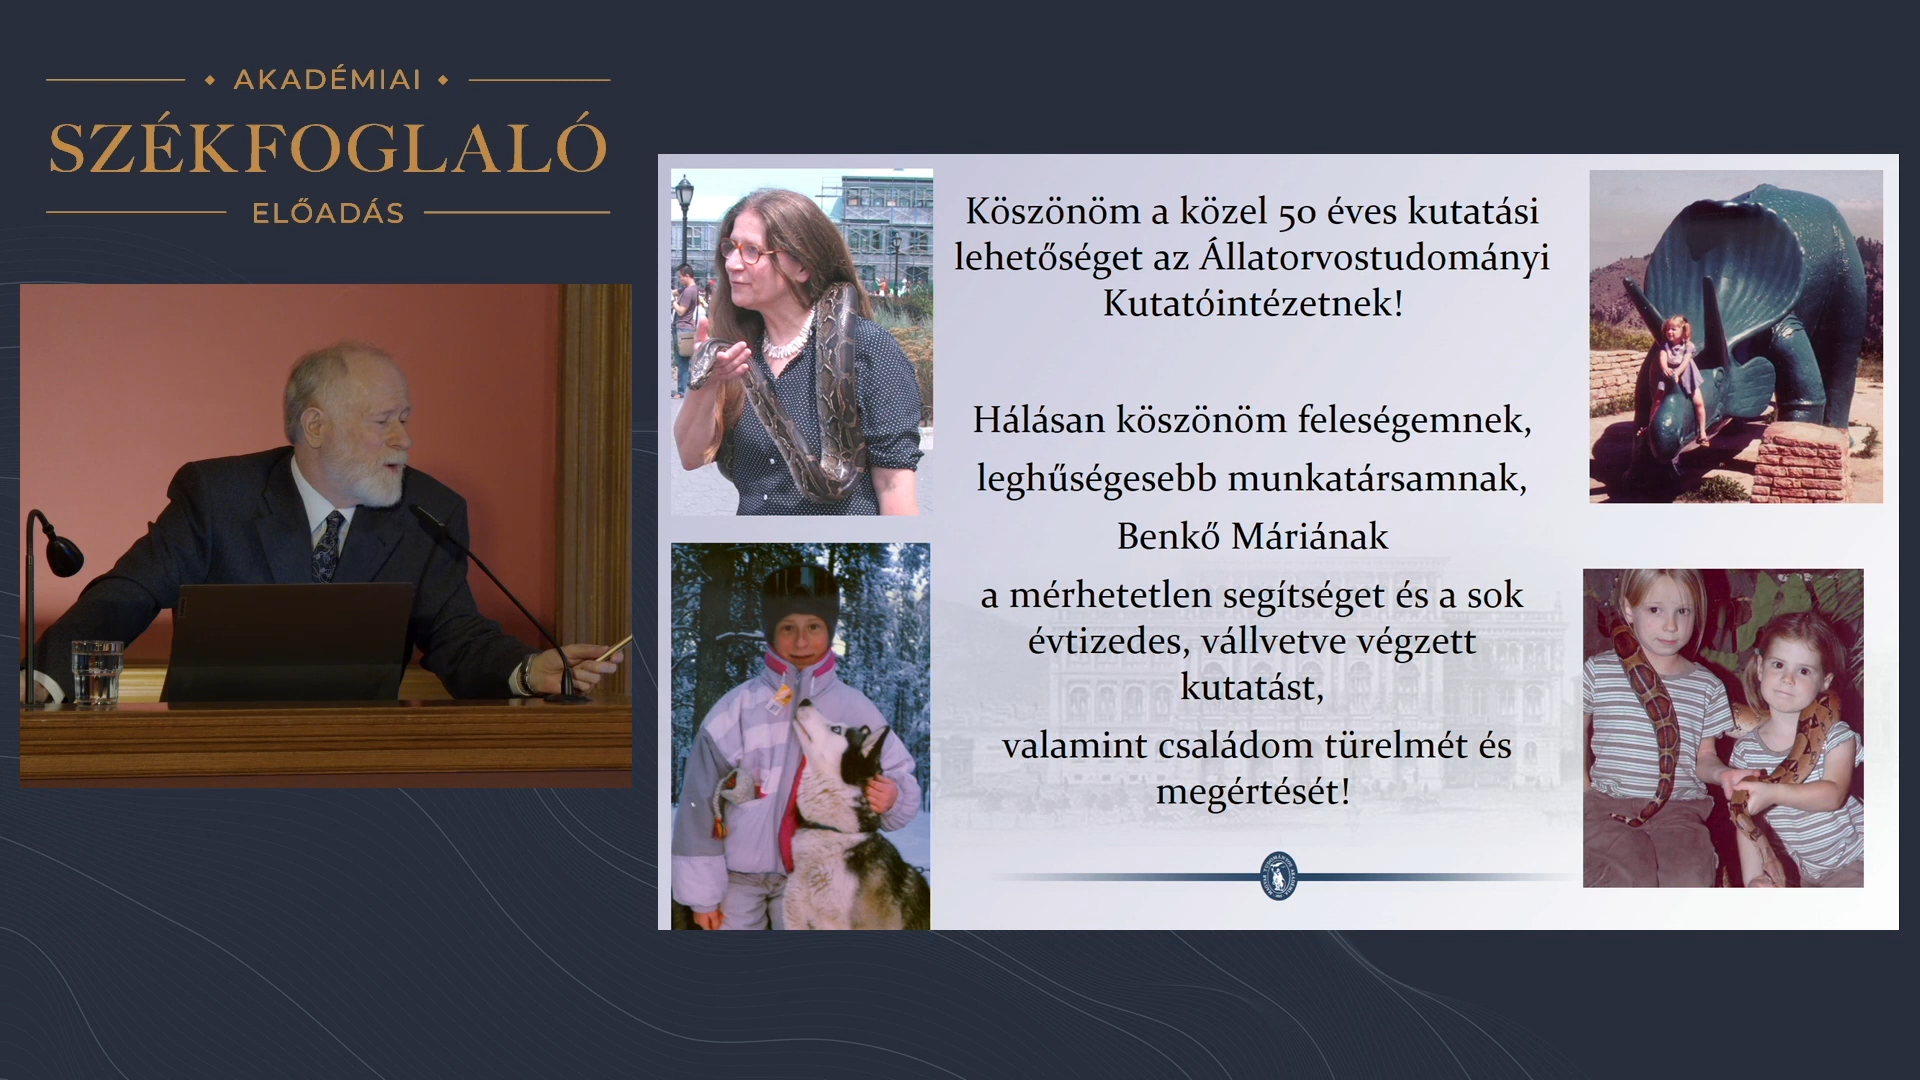 AKADÉMIAI
SZÉKFOGLALÓ
ELŐADÁS
Köszönöm a közel 50 éves kutatási
lehetőséget az Állatorvostudományi
Kutatóintézetnek!
Hálásan köszönöm feleségemnek,
leghűségesebb munkatársamnak,
Benkő Máriának
a mérhetetlen segítséget és a sok
évtizedes, vállvetve végzett
kutatást,
valamint családom türelmét és
megértését!